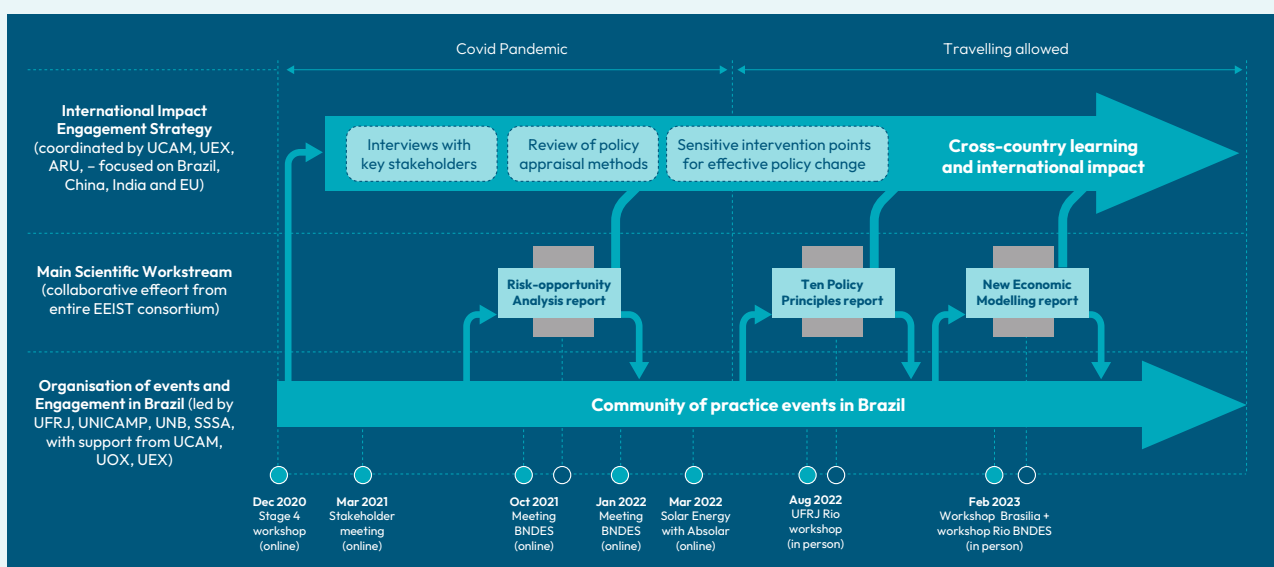 Covid Pandemic
Travelling allowed
International Impact
Engagement Strategy
(coordinated by UCAM, UEX,
ARU, – focused on Brazil,
China, India and EU)
Interviews with
key stakeholders
Review of policy
appraisal methods
Sensitive intervention points
for effective policy change
Cross-country learning
and international impact
Main Scientific Workstream
(collaborative effeort from
entire EEIST consortium)
Risk-opportunity
Analysis report
Ten Policy
Principles report
New Economic
Modelling report
Organisation of events and
Engagement in Brazil (led by
UFRJ, UNICAMP, UNB, SSSA,
with support from UCAM,
UOX, UEX)
Community of practice events in Brazil
Dec 2020
Stage 4
workshop
(online)
Mar 2021
Stakeholder
meeting
(online)
Oct 2021
Meeting
BNDES
(online)
Jan 2022
Meeting
BNDES
(online)
Mar 2022
Solar Energy
with Absolar
(online)
Aug 2022
UFRJ Rio
workshop
(in person)
Feb 2023
Workshop Brasilia +
workshop Rio BNDES
(in person)